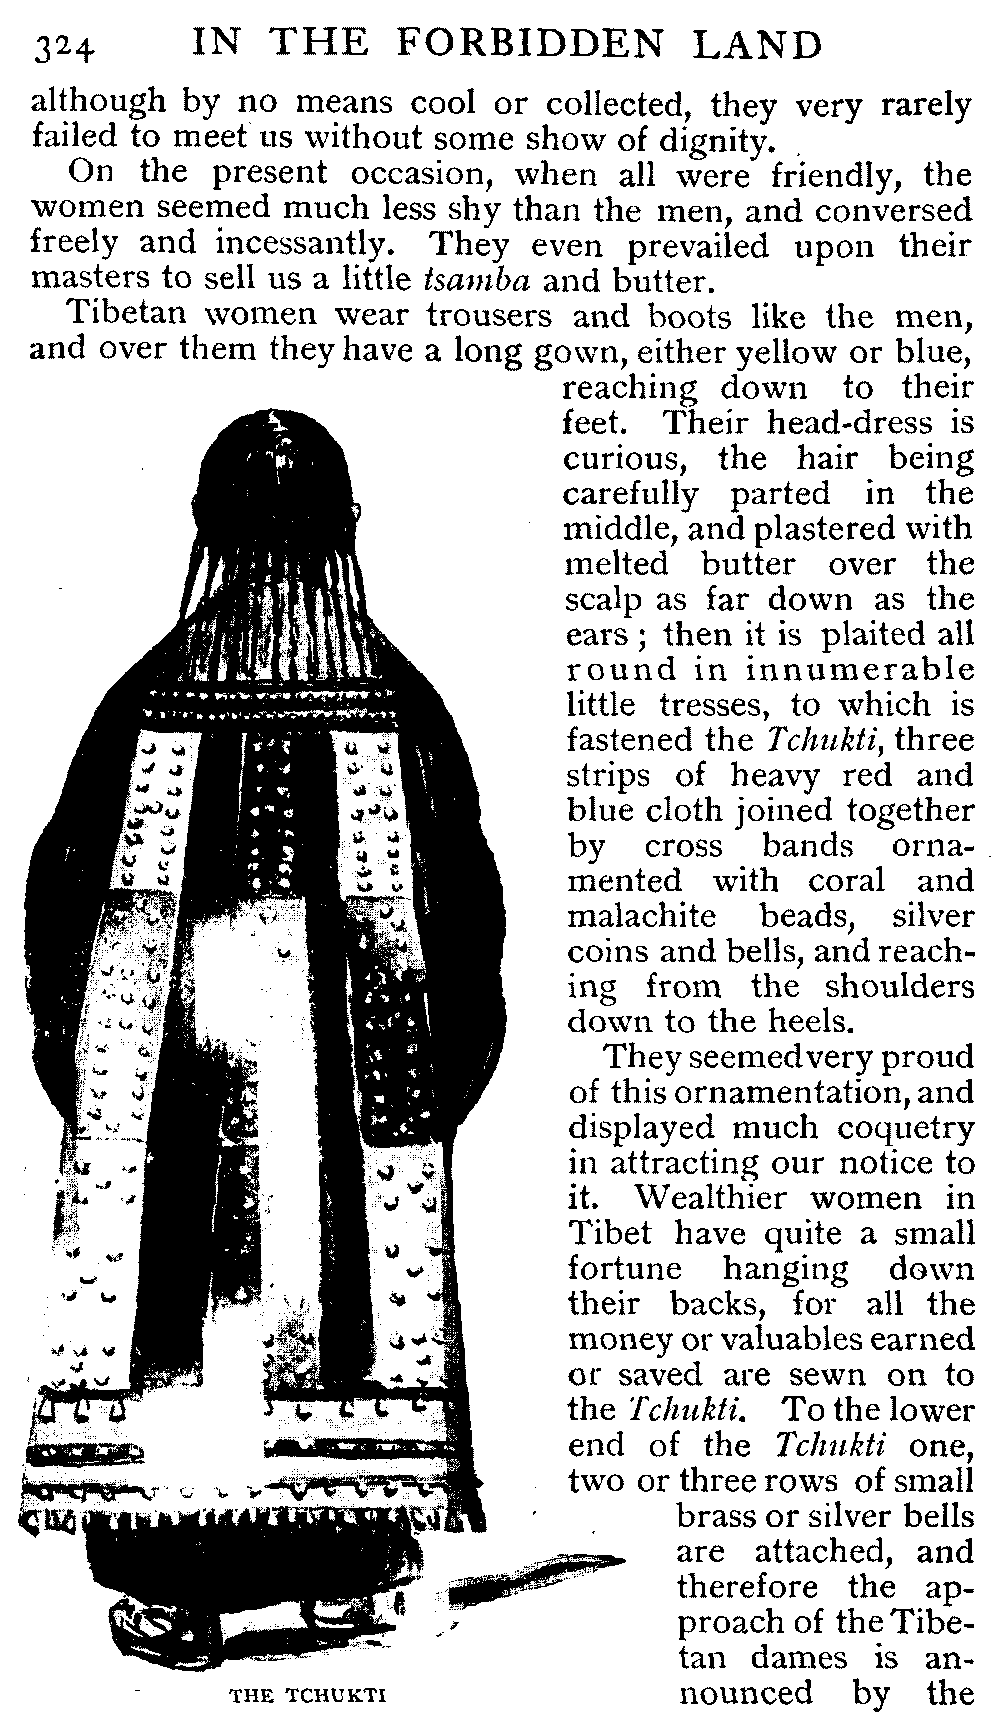 324 IN THE FORBIDDEN LAND
although by no means cool or collected, they very rarely
failed to meet us without some show of dignity.
On the present occasion, when all were friendly, the
women seemed much less shy than the men, and conversed
freely and incessantly. They even prevailed upon their
masters to sell us a little tsamba and butter.
Tibetan women wear trousers and boots like the men,
and over them they have a long gown, either yellow or blue,
reaching down to their
feet. Their head-dress is
curious, the hair being
carefully parted in the
middle, and plastered with
melted butter over the
scalp as far down as the
ears ; then it is plaited all
round in innumerable
little tresses, to which is
fastened the Tchukti, three
strips of heavy red and
blue cloth joined together
by cross bands orna-
mented with coral and
malachite beads, silver
coins and bells, and reach-
ing from the shoulders
down to the heels.
They seemed very proud
of this ornamentation, and
displayed much coquetry
in attracting our notice to
it. Wealthier women in
Tibet have quite a small
fortune hanging down
their backs, for all the
money or valuables earned
or saved are sewn on to
the Tchukti. To the lower
end of the Tchukti one,
two or three rows of small
brass or silver bells
are attached, and
therefore the ap-
proach of the Tibe-
tan dames is an-
nounced by the
THE TCHUKTI